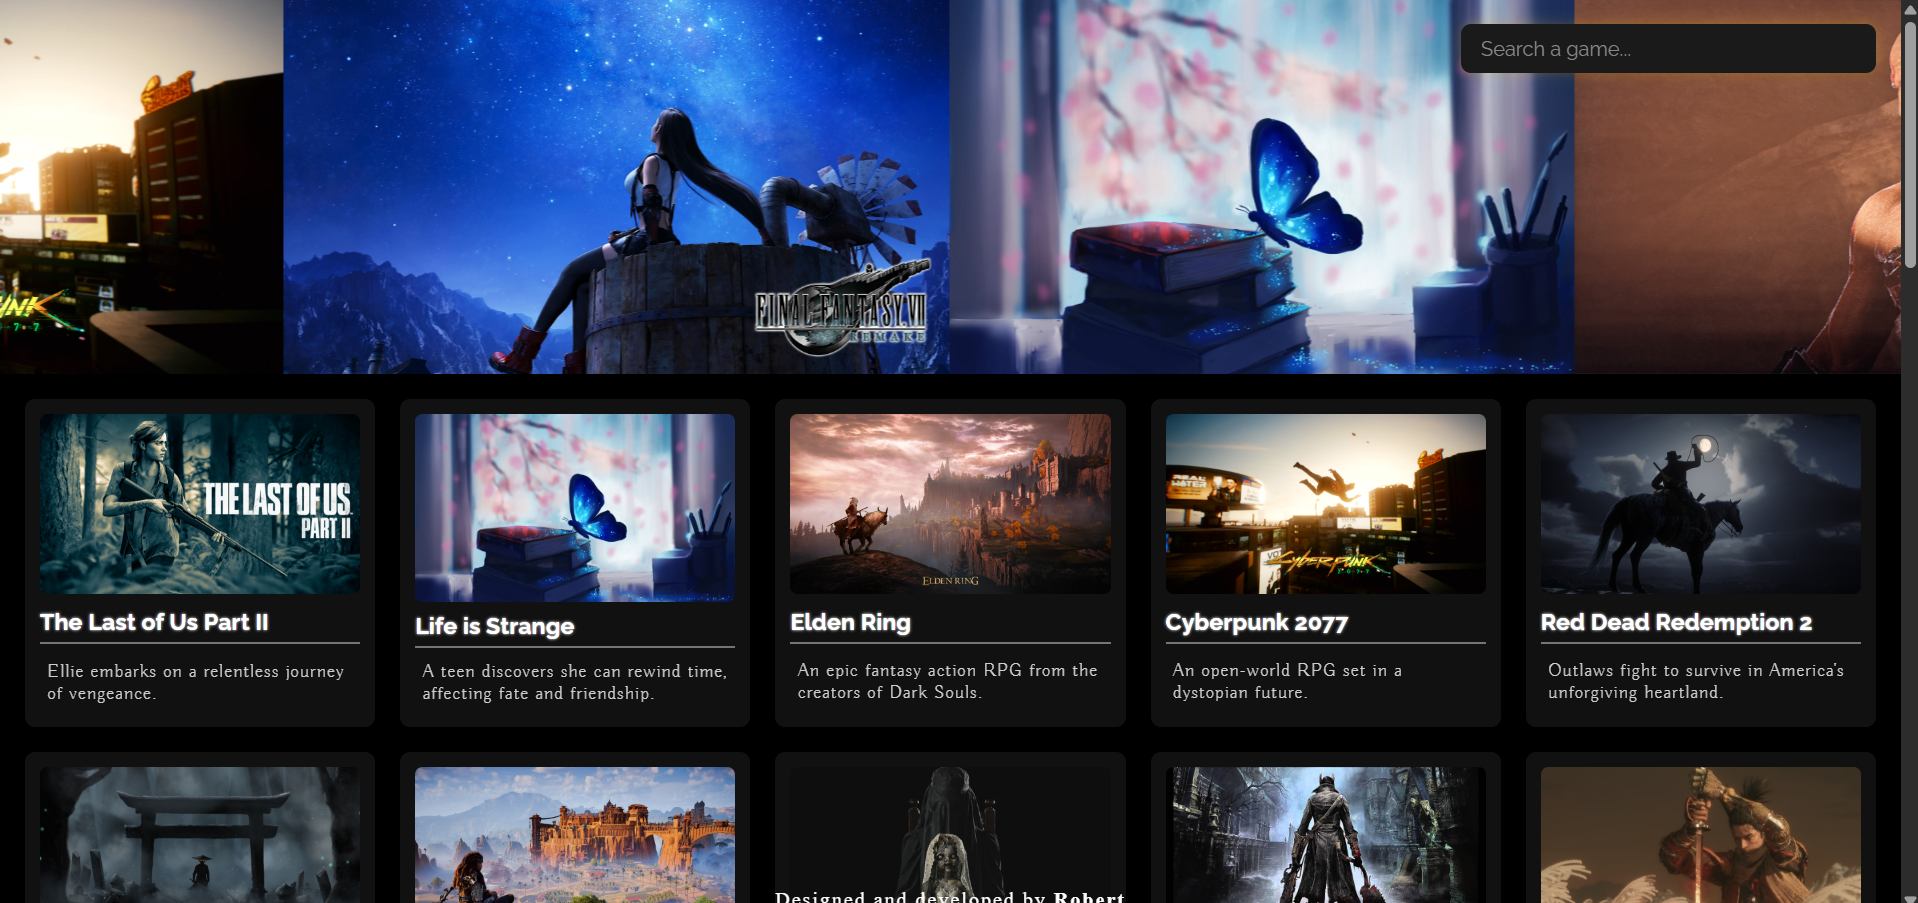 Search a game...
FINAL FANTASY VII
REMAKE
THE LAST OF US
PART II
ELDEN RING
CYBERPUNK
2077
The Last of Us Part II
Life is Strange
Elden Ring
Cyberpunk 2077
Red Dead Redemption 2
Ellie embarks on a relentless journey
of vengeance.
A teen discovers she can rewind time,
affecting fate and friendship.
An epic fantasy action RPG from the
creators of Dark Souls.
An open-world RPG set in a
dystopian future.
Outlaws fight to survive in America's
unforgiving heartland.
Designed and developed by Robert